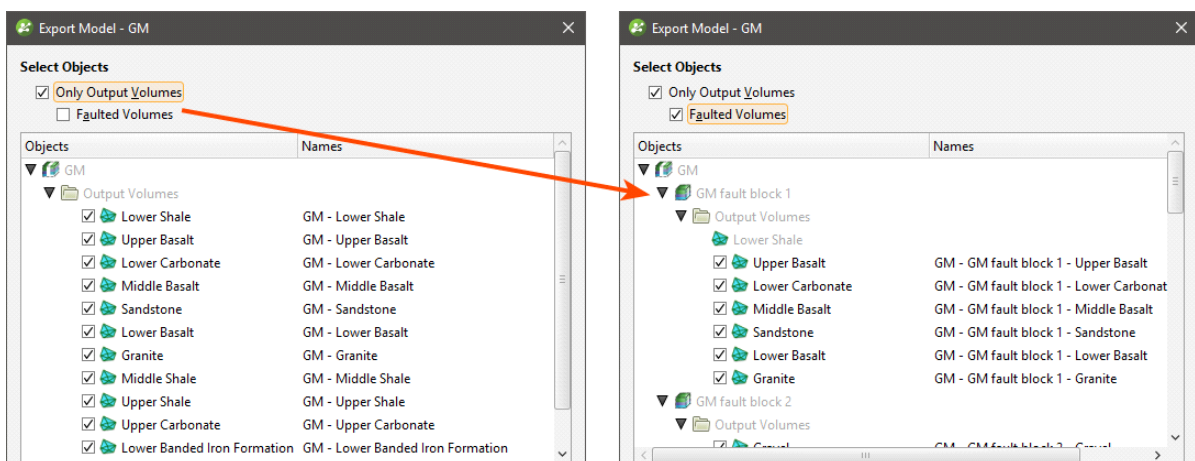 Export Model - GM
Select Objects
Only Output Volumes
Faulted Volumes
Objects Names
GM
Output Volumes
Lower Shale GM - Lower Shale
Upper Basalt GM - Upper Basalt
Lower Carbonate GM - Lower Carbonate
Middle Basalt GM - Middle Basalt
Sandstone GM - Sandstone
Lower Basalt GM - Lower Basalt
Granite GM - Granite
Middle Shale GM - Middle Shale
Upper Shale GM - Upper Shale
Upper Carbonate GM - Upper Carbonate
Lower Banded Iron Formation GM - Lower Banded Iron Formation
Export Model - GM
Select Objects
Only Output Volumes
Faulted Volumes
Objects Names
GM
GM fault block 1
Output Volumes
Lower Shale
Upper Basalt GM - GM fault block 1 - Upper Basalt
Lower Carbonate GM - GM fault block 1 - Lower Carbonat
Middle Basalt GM - GM fault block 1 - Middle Basalt
Sandstone GM - GM fault block 1 - Sandstone
Lower Basalt GM - GM fault block 1 - Lower Basalt
Granite GM - GM fault block 1 - Granite
GM fault block 2
Output Volumes
Gravel GM - GM fault block 2 - Gravel